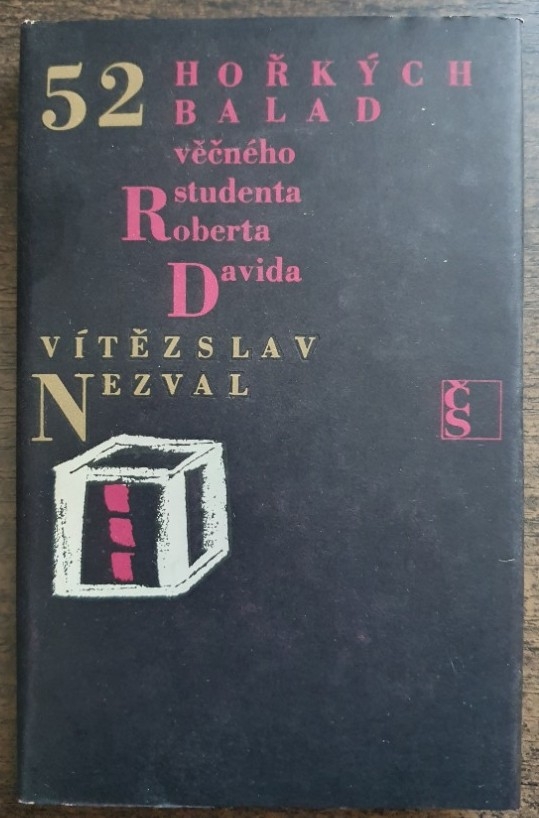 52 HOŘKÝCH
BALAD
věčného
studenta
Roberta
Davida
VÍTĚZSLAV
NEZVAL
ČS